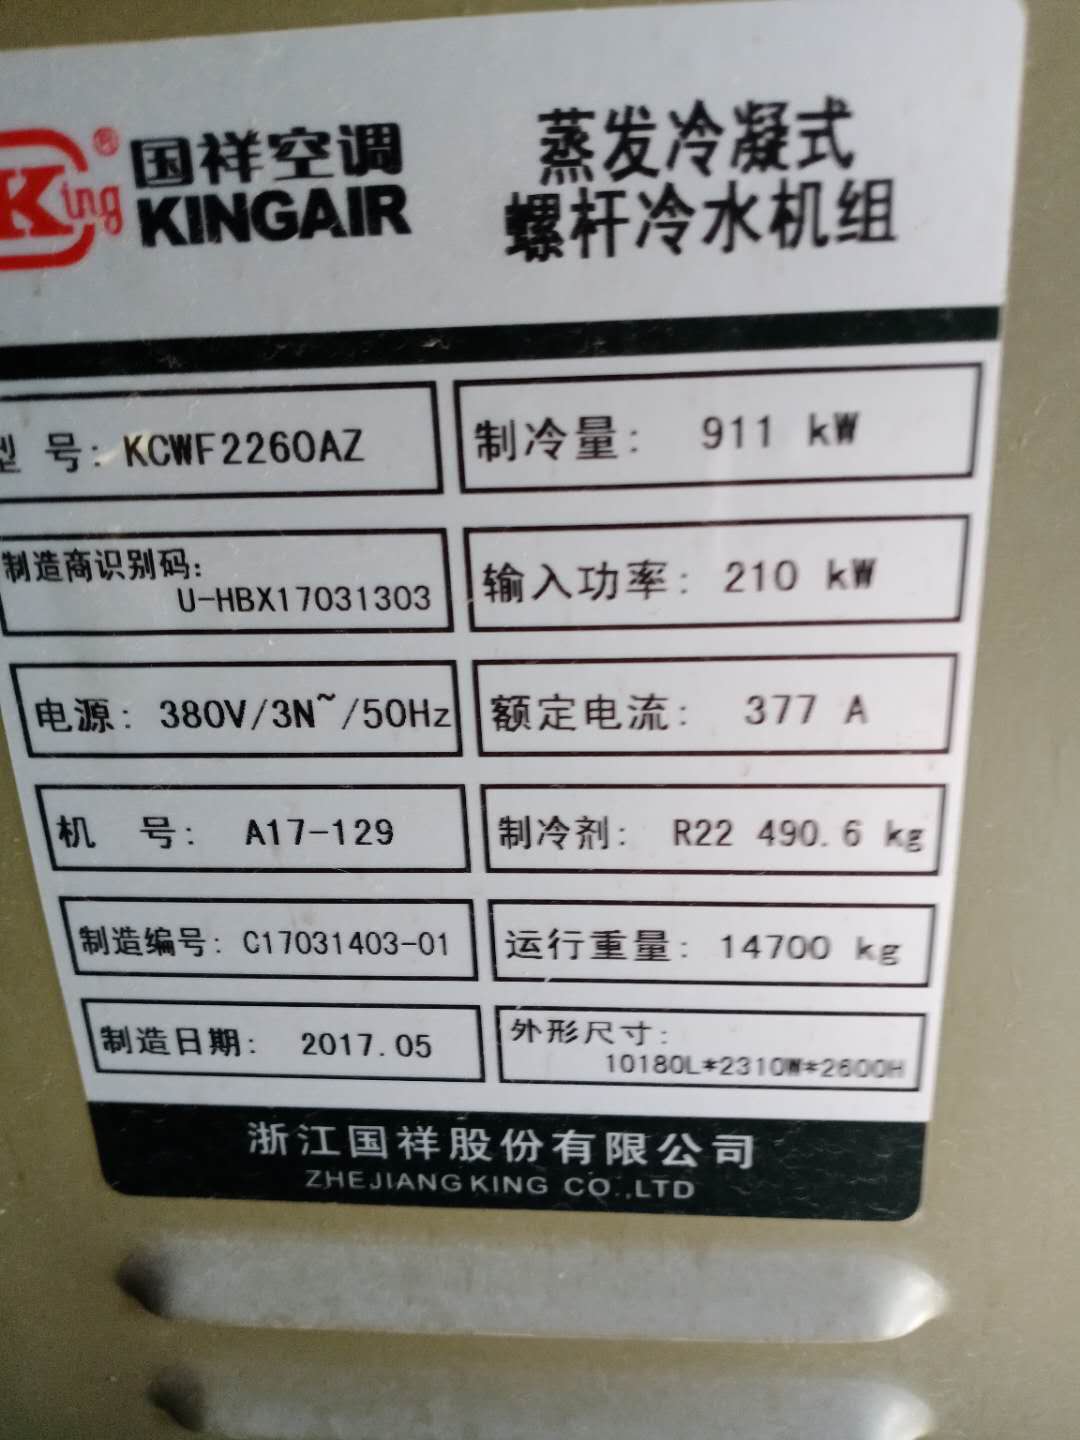 King®
国祥空调
KINGAIR
蒸发冷凝式
螺杆冷水机组
型 号: KCWF2260AZ
制冷量: 911 kW
制造商识别码:
U-HBX17031303
输入功率: 210 kW
电源: 380V/3N~/50Hz
额定电流: 377 A
机 号: A17-129
制冷剂: R22 490.6 kg
制造编号: C17031403-01
运行重量: 14700 kg
制造日期: 2017.05
外形尺寸:
10180L*2310W*2600H
浙江国祥股份有限公司
ZHEJIANG KING CO.,LTD